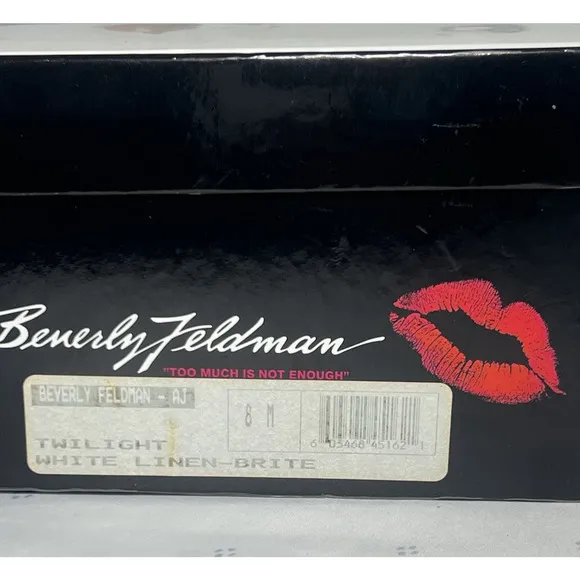 Beverly Feldman
"TOO MUCH IS NOT ENOUGH"
BEVERLY FELDMAN - AJ
8 M
TWILIGHT
WHITE LINEN-BRITE
6 03468 45162 1